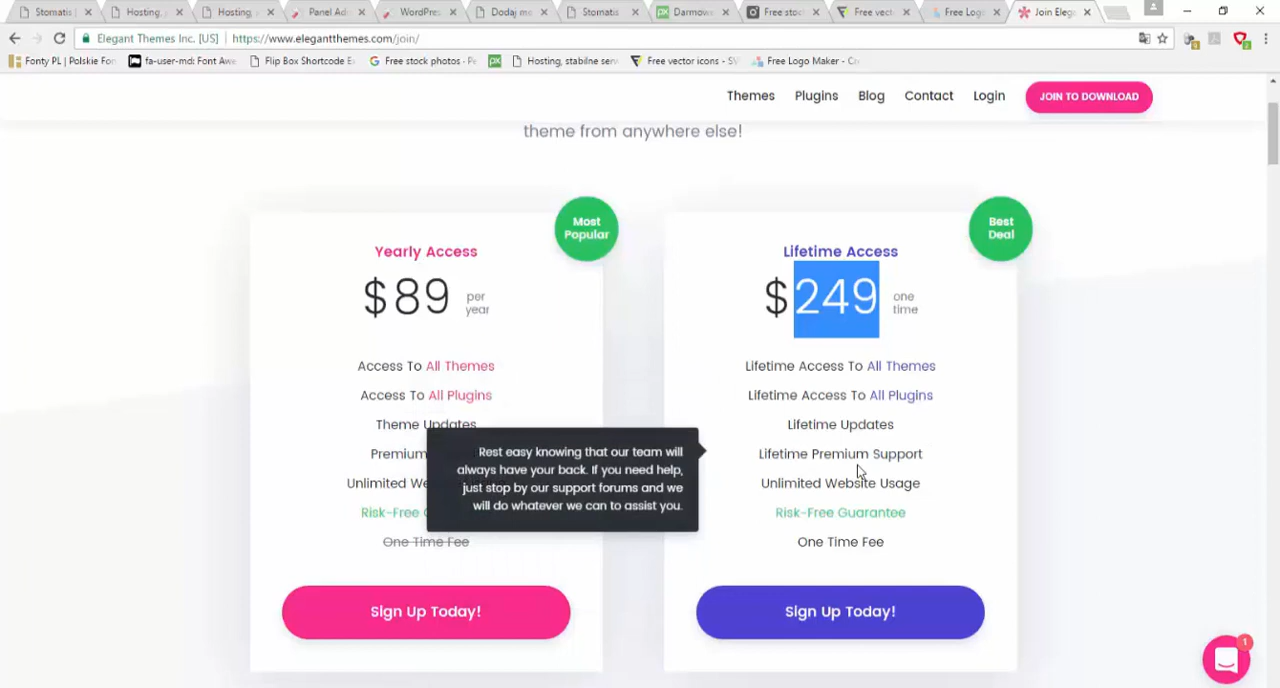 Stomatis
Hosting,
Hosting,
Panel Ad
WordPres
Dodaj me
Stomatis
Darmowe
Free stoc
Free vect
Free Log
Join Eleg
Elegant Themes Inc. [US] | https://www.elegantthemes.com/join/
Fonty PL | Polskie For
fa-user-md: Font Awe
Flip Box Shortcode E
Free stock photos - Pe
Hosting, stabilne serv
Free vector icons - SV
Free Logo Maker - Cr
Themes
Plugins
Blog
Contact
Login
JOIN TO DOWNLOAD
theme from anywhere else!
Most
Popular
Yearly Access
$89 per
year
Access To All Themes
Access To All Plugins
Theme Updates
Premium
Unlimited We
Risk-Free G
One Time Fee
Sign Up Today!
Rest easy knowing that our team will
always have your back. If you need help,
just stop by our support forums and we
will do whatever we can to assist you.
Best
Deal
Lifetime Access
$249 one
time
Lifetime Access To All Themes
Lifetime Access To All Plugins
Lifetime Updates
Lifetime Premium Support
Unlimited Website Usage
Risk-Free Guarantee
One Time Fee
Sign Up Today!
1